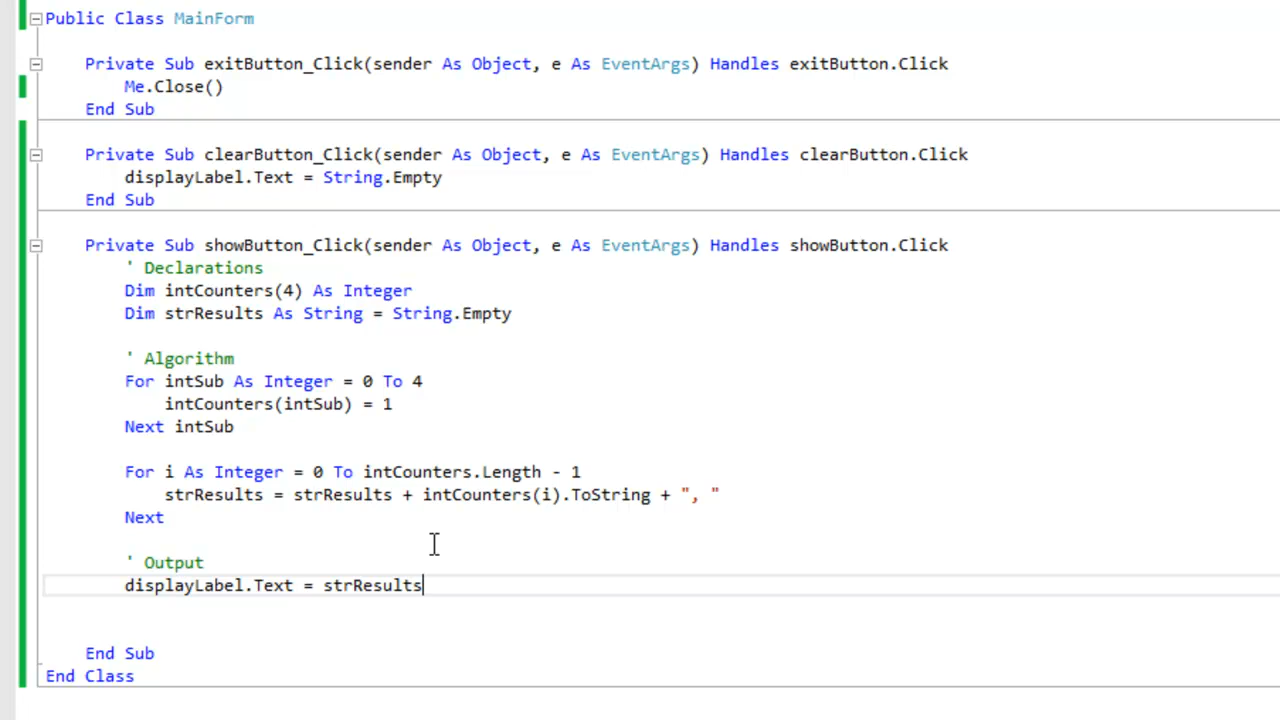 Public Class MainForm
Private Sub exitButton_Click(sender As Object, e As EventArgs) Handles exitButton.Click
Me.Close()
End Sub
Private Sub clearButton_Click(sender As Object, e As EventArgs) Handles clearButton.Click
displayLabel.Text = String.Empty
End Sub
Private Sub showButton_Click(sender As Object, e As EventArgs) Handles showButton.Click
' Declarations
Dim intCounters(4) As Integer
Dim strResults As String = String.Empty
' Algorithm
For intSub As Integer = 0 To 4
intCounters(intSub) = 1
Next intSub
For i As Integer = 0 To intCounters.Length - 1
strResults = strResults + intCounters(i).ToString + ", "
Next
' Output
displayLabel.Text = strResults
End Sub
End Class